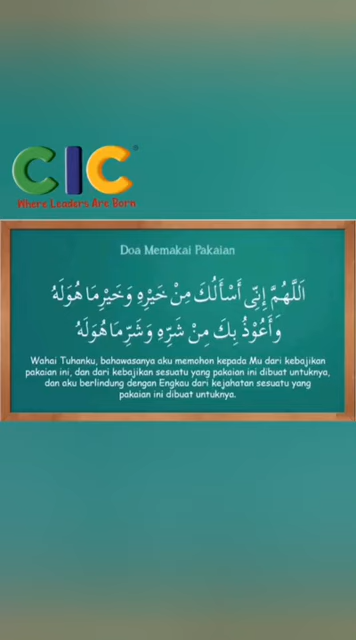 CIC
Where Leaders Are Born
Doa Memakai Pakaian
اَللَّهُمَّ إِنِّى أَسْأَلُكَ مِنْ خَيْرِهِ وَخَيْرِمَا هُوَلَهُ
وَأَعُوْذُ بِكَ مِنْ شَرِّهِ وَشَرِّمَاهُوَلَهُ
Wahai Tuhanku, bahawasanya aku memohon kepada Mu dari kebajikan
pakaian ini, dan dari kebajikan sesuatu yang pakaian ini dibuat untuknya,
dan aku berlindung dengan Engkau dari kejahatan sesuatu yang
pakaian ini dibuat untuknya.